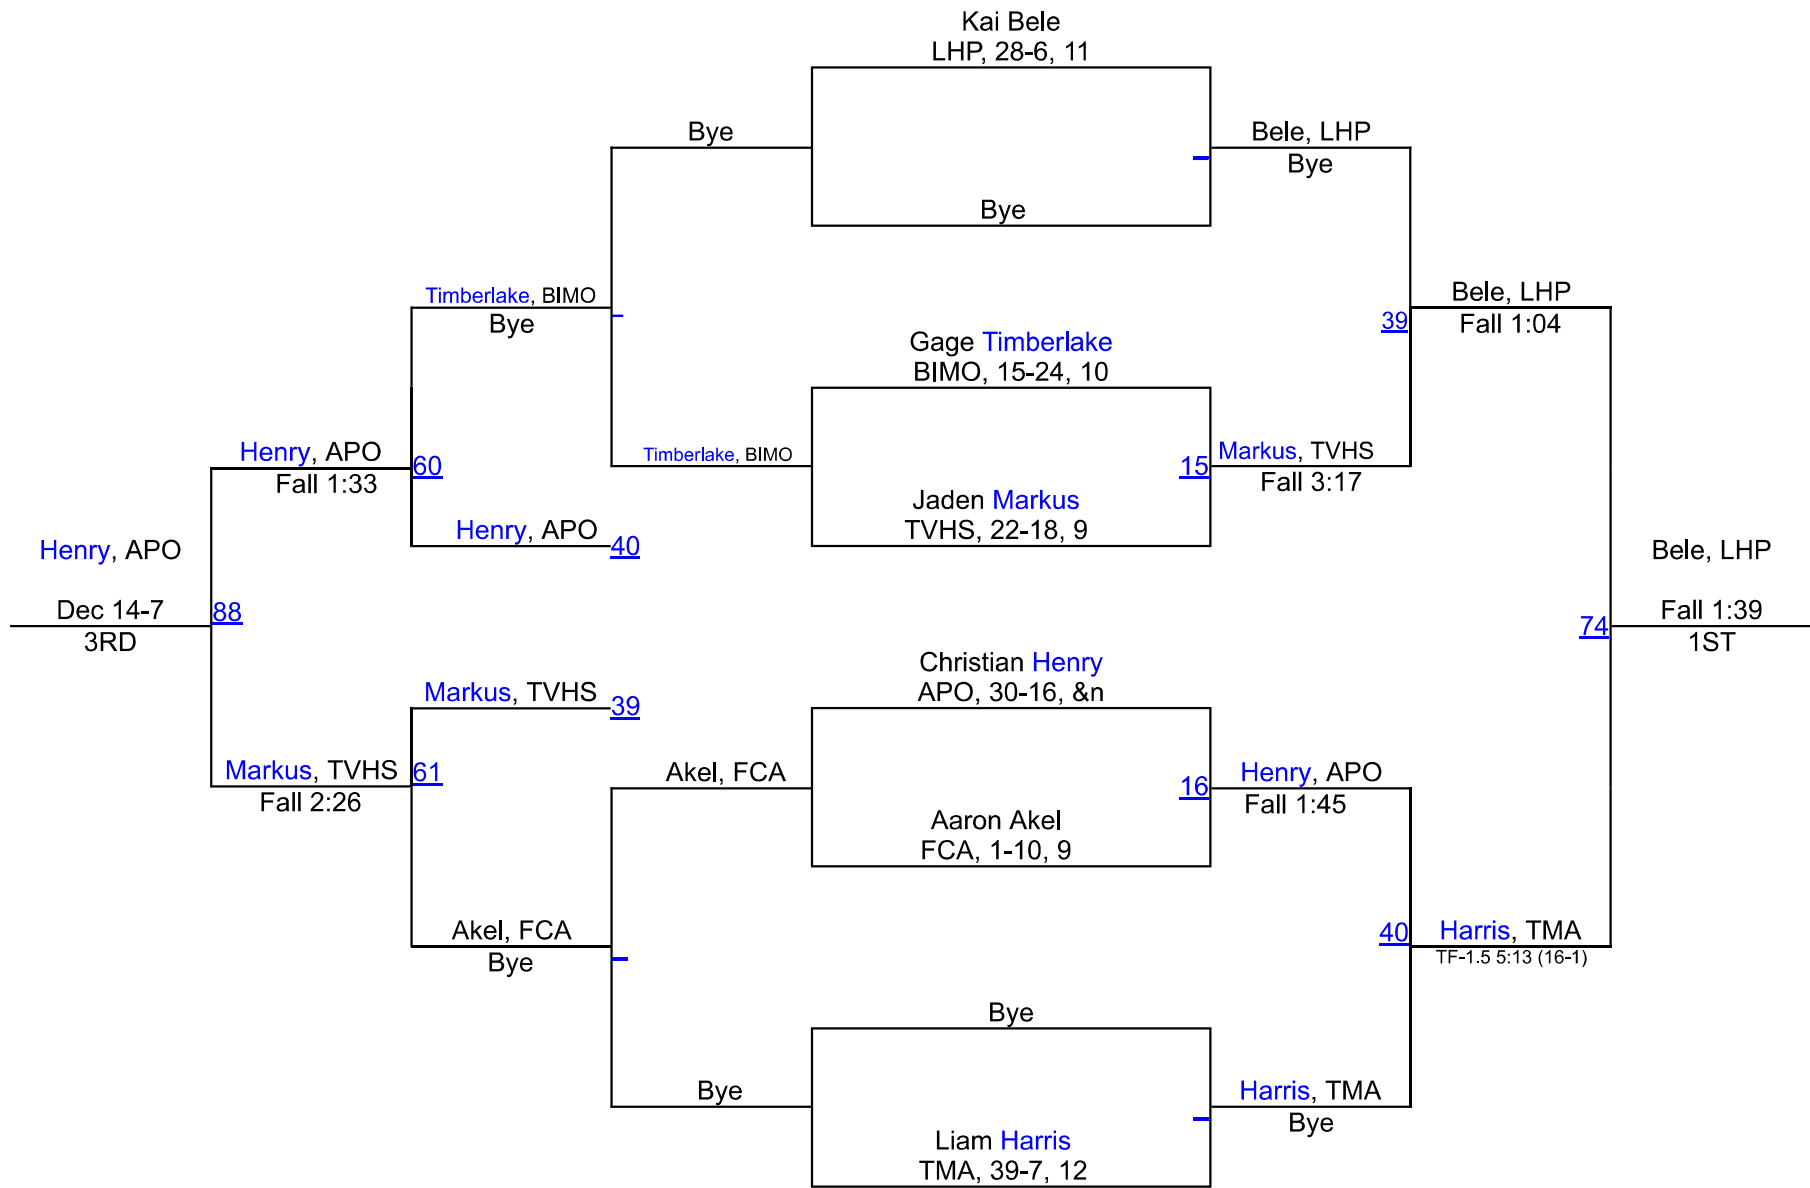 Kai Bele
LHP, 28-6, 11
Bye
Bele, LHP
Bye
Bye
Timberlake, BIMO
Bye
Bele, LHP
39
Fall 1:04
Gage Timberlake
BIMO, 15-24, 10
Henry, APO
60
Fall 1:33
Timberlake, BIMO
15
Markus, TVHS
Fall 3:17
Jaden Markus
TVHS, 22-18, 9
Henry, APO
40
Henry, APO
Bele, LHP
Dec 14-7
88
3RD
74
Fall 1:39
1ST
Christian Henry
APO, 30-16, &n
Markus, TVHS
39
Markus, TVHS
61
Fall 2:26
Akel, FCA
16
Henry, APO
Fall 1:45
Aaron Akel
FCA, 1-10, 9
Akel, FCA
Bye
40
Harris, TMA
TF-1.5 5:13 (16-1)
Bye
Bye
Harris, TMA
Bye
Liam Harris
TMA, 39-7, 12